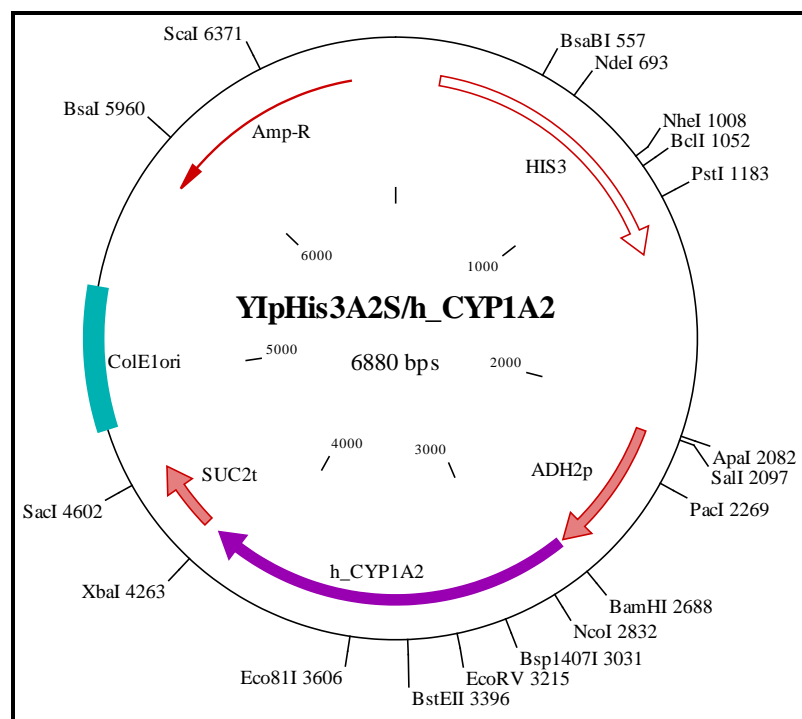 ScaI 6371
BsaBI 557
NdeI 693
BsaI 5960
Amp-R
NheI 1008
BclI 1052
HIS3
PstI 1183
6000
1000
YIpHis3A2S/h_CYP1A2
ColE1ori
5000
6880 bps
2000
4000
3000
SUC2t
ADH2p
ApaI 2082
SalI 2097
SacI 4602
PacI 2269
h_CYP1A2
XbaI 4263
BamHI 2688
NcoI 2832
Bsp1407I 3031
Eco81I 3606
EcoRV 3215
BstEII 3396